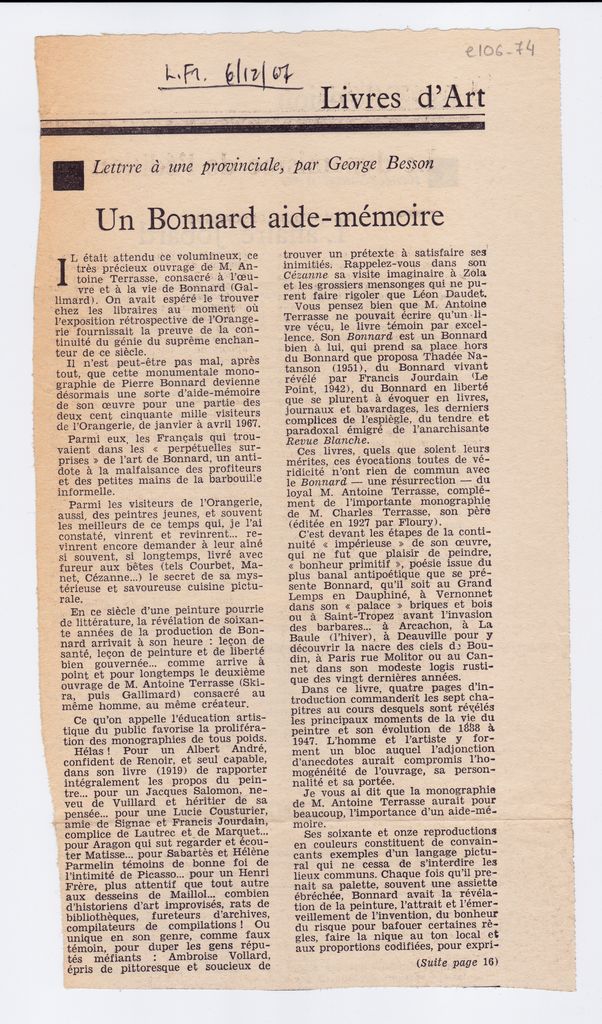 e106-74
L.Fr. 6/12/67
Livres d'Art
Lettrre à une provinciale, par George Besson
Un Bonnard aide-mémoire
IL était attendu ce volumineux, ce
très précieux ouvrage de M. An-
toine Terrasse, consacré à l'œu-
vre et à la vie de Bonnard (Gal-
limard). On avait espéré le trouver
chez les libraires au moment où
l'exposition rétrospective de l'Orange-
rie fournissait la preuve de la con-
tinuité du génie du suprême enchan-
teur de ce siècle.
Il n'est peut-être pas mal, après
tout, que cette monumentale mono-
graphie de Pierre Bonnard devienne
désormais une sorte d'aide-mémoire
de son œuvre pour une partie des
deux cent cinquante mille visiteurs
de l'Orangerie, de janvier à avril 1967.
Parmi eux, les Français qui trou-
vaient dans les « perpétuelles sur-
prises » de l'art de Bonnard, un anti-
dote à la malfaisance des profiteurs
et des petites mains de la barbouille
informelle.
Parmi les visiteurs de l'Orangerie,
aussi, des peintres jeunes, et souvent
les meilleurs de ce temps qui, je l'ai
constaté, vinrent et revinrent... re-
vinrent encore demander à leur aîné
si souvent, si longtemps, livré avec
fureur aux bêtes (tels Courbet, Ma-
net, Cézanne...) le secret de sa mys-
térieuse et savoureuse cuisine pictu-
rale.
En ce siècle d'une peinture pourrie
de littérature, la révélation de soixan-
te années de la production de Bon-
nard arrivait à son heure : leçon de
santé, leçon de peinture et de liberté
bien gouvernée... comme arrive à
point et pour longtemps le deuxième
ouvrage de M. Antoine Terrasse (Ski-
ra, puis Gallimard) consacré au
même homme, au même créateur.
Ce qu'on appelle l'éducation artis-
tique du public favorise la prolifera-
tion des monographies de tous poids.
Hélas ! Pour un Albert André,
confident de Renoir, et seul capable,
dans son livre (1919) de rapporter
intégralement les propos du pein-
tre... pour un Jacques Salomon, ne-
veu de Vuillard et héritier de sa
pensée... pour une Lucie Cousturier,
amie de Signac et Francis Jourdain,
complice de Lautrec et de Marquet...
pour Aragon qui sut regarder et écou-
ter Matisse... pour Sabartès et Hélène
Parmelin témoins de bonne foi de
l'intimité de Picasso... pour un Henri
Frère, plus attentif que tout autre
aux desseins de Maillol... combien
d'historiens d'art improvisés, rats de
bibliothèques, fureteurs d'archives,
compilateurs de compilations ! Ou
unique en son genre, comme faux
témoin, pour duper les gens répu-
tés méfiants : Ambroise Vollard,
épris de pittoresque et soucieux de
trouver un prétexte à satisfaire ses
inimitiés. Rappelez-vous dans son
Cézanne sa visite imaginaire à Zola
et les grossiers mensonges qui ne pu-
rent faire rigoler que Léon Daudet.
Vous pensez bien que M. Antoine
Terrasse ne pouvait écrire qu'un li-
vre vécu, le livre témoin par excel-
lence. Son Bonnard est un Bonnard
bien à lui, qui prend sa place hors
du Bonnard que proposa Thadée Na-
tanson (1951), du Bonnard vivant
révélé par Francis Jourdain (Le
Point, 1942), du Bonnard en liberté
que se plurent à évoquer en livres,
journaux et bavardages, les derniers
complices de l'espiègle, du tendre et
paradoxal émigré de l'anarchisante
Revue Blanche.
Ces livres, quels que soient leurs
mérites, ces évocations toutes de vé-
ridicité n'ont rien de commun avec
le Bonnard — une résurrection — du
loyal M. Antoine Terrasse, complé-
ment de l'importante monographie
de M. Charles Terrasse, son père
(éditée en 1927 par Floury).
C'est devant les étapes de la conti-
nuité « impérieuse » de son œuvre,
qui ne fut que plaisir de peindre,
« bonheur primitif », poésie issue du
plus banal antipoétique que se pré-
sente Bonnard, qu'il soit au Grand
Lemps en Dauphiné, à Vernonnet
dans son « palace » briques et bois
ou à Saint-Tropez avant l'invasion
des barbares... à Arcachon, à La
Baule (l'hiver), à Deauville pour y
découvrir la nacre des ciels de Bou-
din, à Paris rue Molitor ou au Can-
net dans son modeste logis rusti-
que des vingt dernières années.
Dans ce livre, quatre pages d'in-
troduction commandent les sept cha-
pitres au cours desquels sont révélés
les principaux moments de la vie du
peintre et son évolution de 1888 à
1947. L'homme et l'artiste y for-
ment un bloc auquel l'adjonction
d'anecdotes aurait compromis l'ho-
mogénéité de l'ouvrage, sa person-
nalité et sa portée.
Je vous ai dit que la monographie
de M. Antoine Terrasse aurait pour
beaucoup, l'importance d'un aide-mé-
moire.
Ses soixante et onze reproductions
en couleurs constituent de convain-
cants exemples d'un langage pictu-
ral qui ne cessa de s'interdire les
lieux communs. Chaque fois qu'il pre-
nait sa palette, souvent une assiette
ébréchée, Bonnard avait la révéla-
tion de la peinture, l'attrait et l'émer-
veillement de l'invention, du bonheur
du risque pour bafouer certaines rè-
gles, faire la nique au ton local et
aux proportions codifiées, pour expri-
(Suite page 16)